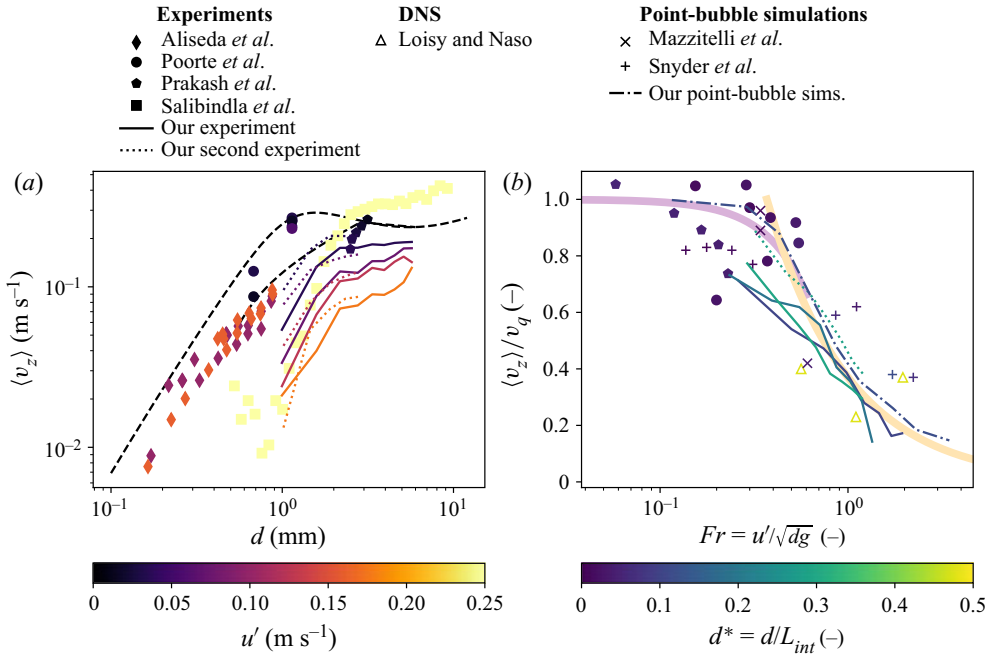 Experiments
Aliseda et al.
Poorte et al.
Prakash et al.
Salibindla et al.
Our experiment
Our second experiment
DNS
Loisy and Naso
Point-bubble simulations
Mazzitelli et al.
Snyder et al.
Our point-bubble sims.
(a)
⟨v_z⟩ (m s⁻¹)
10⁻¹
10⁻²
10⁻¹ 10⁰ 10¹
d (mm)
0 0.05 0.10 0.15 0.20 0.25
u′ (m s⁻¹)
(b)
⟨v_z⟩/v_q (–)
1.0
0.8
0.6
0.4
0.2
0
10⁻¹ 10⁰
Fr = u′/√dg (–)
0 0.1 0.2 0.3 0.4 0.5
d* = d/L_int (–)